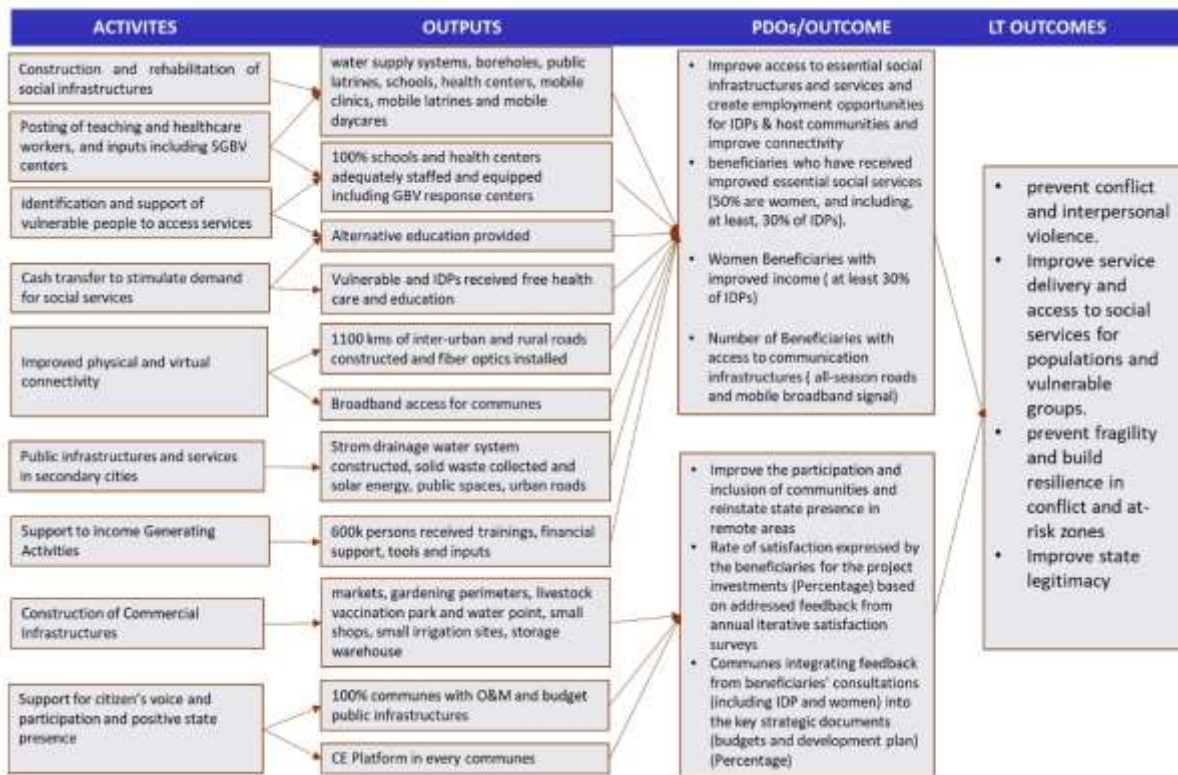 ACTIVITES
OUTPUTS
PDOs/OUTCOME
LT OUTCOMES
Construction and rehabilitation of
social infrastructures
Posting of teaching and healthcare
workers, and inputs including SGBV
centers
Identification and support of
vulnerable people to access services
Cash transfer to stimulate demand
for social services
Improved physical and virtual
connectivity
Public infrastructures and services
in secondary cities
Support to income Generating
Activities
Construction of Commercial
Infrastructures
Support for citizen's voice and
participation and positive state
presence
water supply systems, boreholes, public
latrines, schools, health centers, mobile
clinics, mobile latrines and mobile
daycares
100% schools and health centers
adequately staffed and equipped
including GBV response centers
Alternative education provided
Vulnerable and IDPs received free health
care and education
1100 kms of inter-urban and rural roads
constructed and fiber optics installed
Broadband access for communes
Strom drainage water system
constructed, solid waste collected and
solar energy, public spaces, urban roads
600k persons received trainings, financial
support, tools and inputs
markets, gardening perimeters, livestock
vaccination park and water point, small
shops, small irrigation sites, storage
warehouse
100% communes with O&M and budget
public infrastructures
CE Platform in every communes
• Improve access to essential social
infrastructures and services and
create employment opportunities
for IDPs & host communities and
improve connectivity
• beneficiaries who have received
improved essential social services
(50% are women, and including,
at least, 30% of IDPs).
• Women Beneficiaries with
improved income ( at least 30%
of IDPs)
• Number of Beneficiaries with
access to communication
infrastructures ( all-season roads
and mobile broadband signal)
• Improve the participation and
inclusion of communities and
reinstate state presence in
remote areas
• Rate of satisfaction expressed by
the beneficiaries for the project
investments (Percentage) based
on addressed feedback from
annual iterative satisfaction
surveys
• Communes integrating feedback
from beneficiaries' consultations
(including IDP and women) into
the key strategic documents
(budgets and development plan)
(Percentage)
• prevent conflict
and interpersonal
violence.
• Improve service
delivery and
access to social
services for
populations and
vulnerable
groups.
• prevent fragility
and build
resilience in
conflict and at-
risk zones
• Improve state
legitimacy